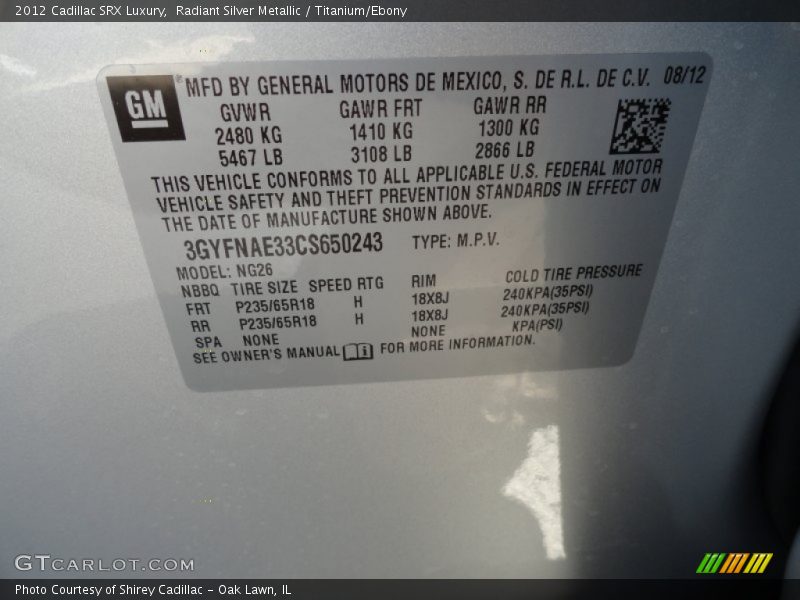 2012 Cadillac SRX Luxury,  Radiant Silver Metallic / Titanium/Ebony
GM
® MFD BY GENERAL MOTORS DE MEXICO, S. DE R.L. DE C.V. 08/12
GVWR GAWR FRT GAWR RR
2480 KG 1410 KG 1300 KG
5467 LB 3108 LB 2866 LB
THIS VEHICLE CONFORMS TO ALL APPLICABLE U.S. FEDERAL MOTOR
VEHICLE SAFETY AND THEFT PREVENTION STANDARDS IN EFFECT ON
THE DATE OF MANUFACTURE SHOWN ABOVE.
3GYFNAE33CS650243 TYPE: M.P.V.
MODEL: NG26
NBBQ TIRE SIZE SPEED RTG RIM COLD TIRE PRESSURE
FRT P235/65R18 H 18X8J 240KPA(35PSI)
RR P235/65R18 H 18X8J 240KPA(35PSI)
SPA NONE NONE KPA(PSI)
SEE OWNER'S MANUAL FOR MORE INFORMATION.
GTCARLOT.COM
Photo Courtesy of Shirey Cadillac - Oak Lawn, IL